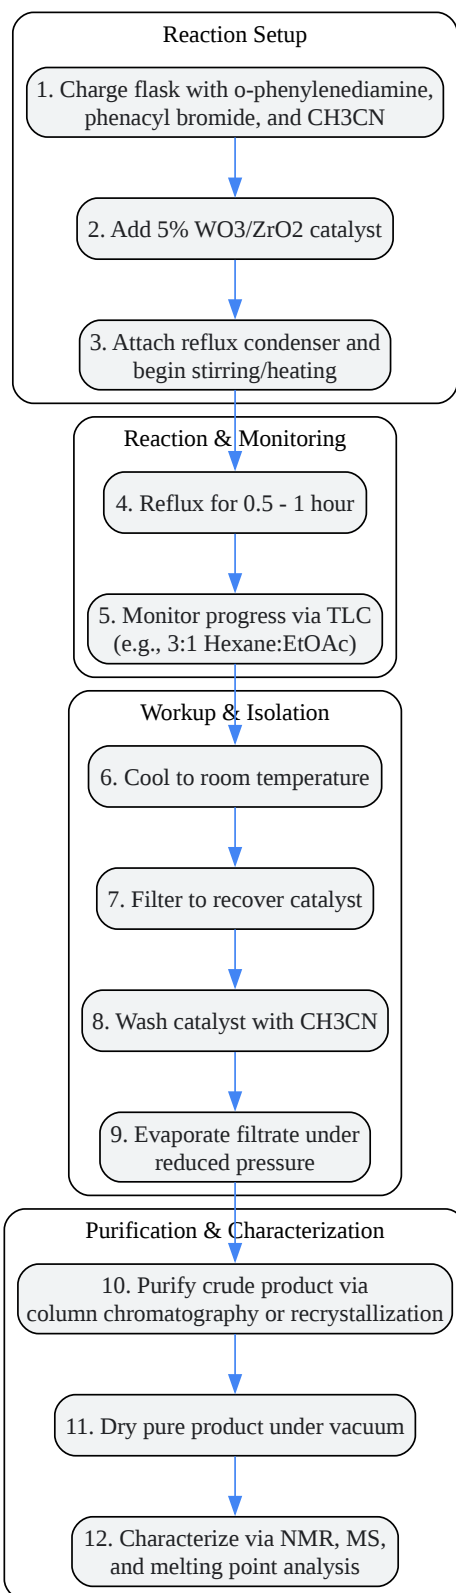 Reaction Setup
1. Charge flask with o-phenylenediamine,
phenacyl bromide, and CH3CN
2. Add 5% WO3/ZrO2 catalyst
3. Attach reflux condenser and
begin stirring/heating
Reaction & Monitoring
4. Reflux for 0.5 - 1 hour
5. Monitor progress via TLC
(e.g., 3:1 Hexane:EtOAc)
Workup & Isolation
6. Cool to room temperature
7. Filter to recover catalyst
8. Wash catalyst with CH3CN
9. Evaporate filtrate under
reduced pressure
Purification & Characterization
10. Purify crude product via
column chromatography or recrystallization
11. Dry pure product under vacuum
12. Characterize via NMR, MS,
and melting point analysis